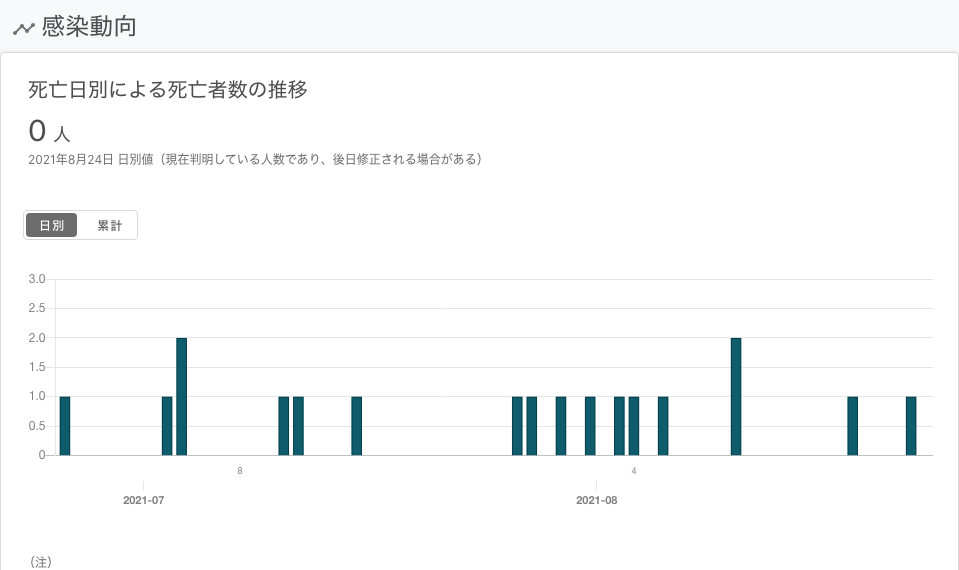 感染動向
死亡日別による死亡者数の推移
0 人
2021年8月24日 日別値（現在判明している人数であり、後日修正される場合がある）
日別 累計
3.0
2.5
2.0
1.5
1.0
0.5
0
8 4
2021-07 2021-08
（注）